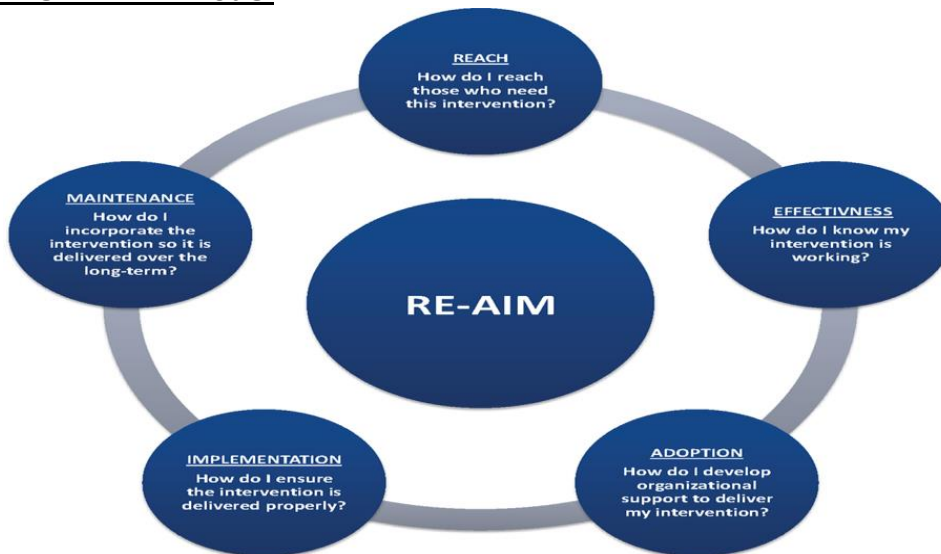 REACH
How do I reach
those who need
this intervention?
EFFECTIVNESS
How do I know my
intervention is
working?
ADOPTION
How do I develop
organizational
support to deliver
my intervention?
IMPLEMENTATION
How do I ensure
the intervention is
delivered properly?
MAINTENANCE
How do I
incorporate the
intervention so it is
delivered over the
long-term?
RE-AIM